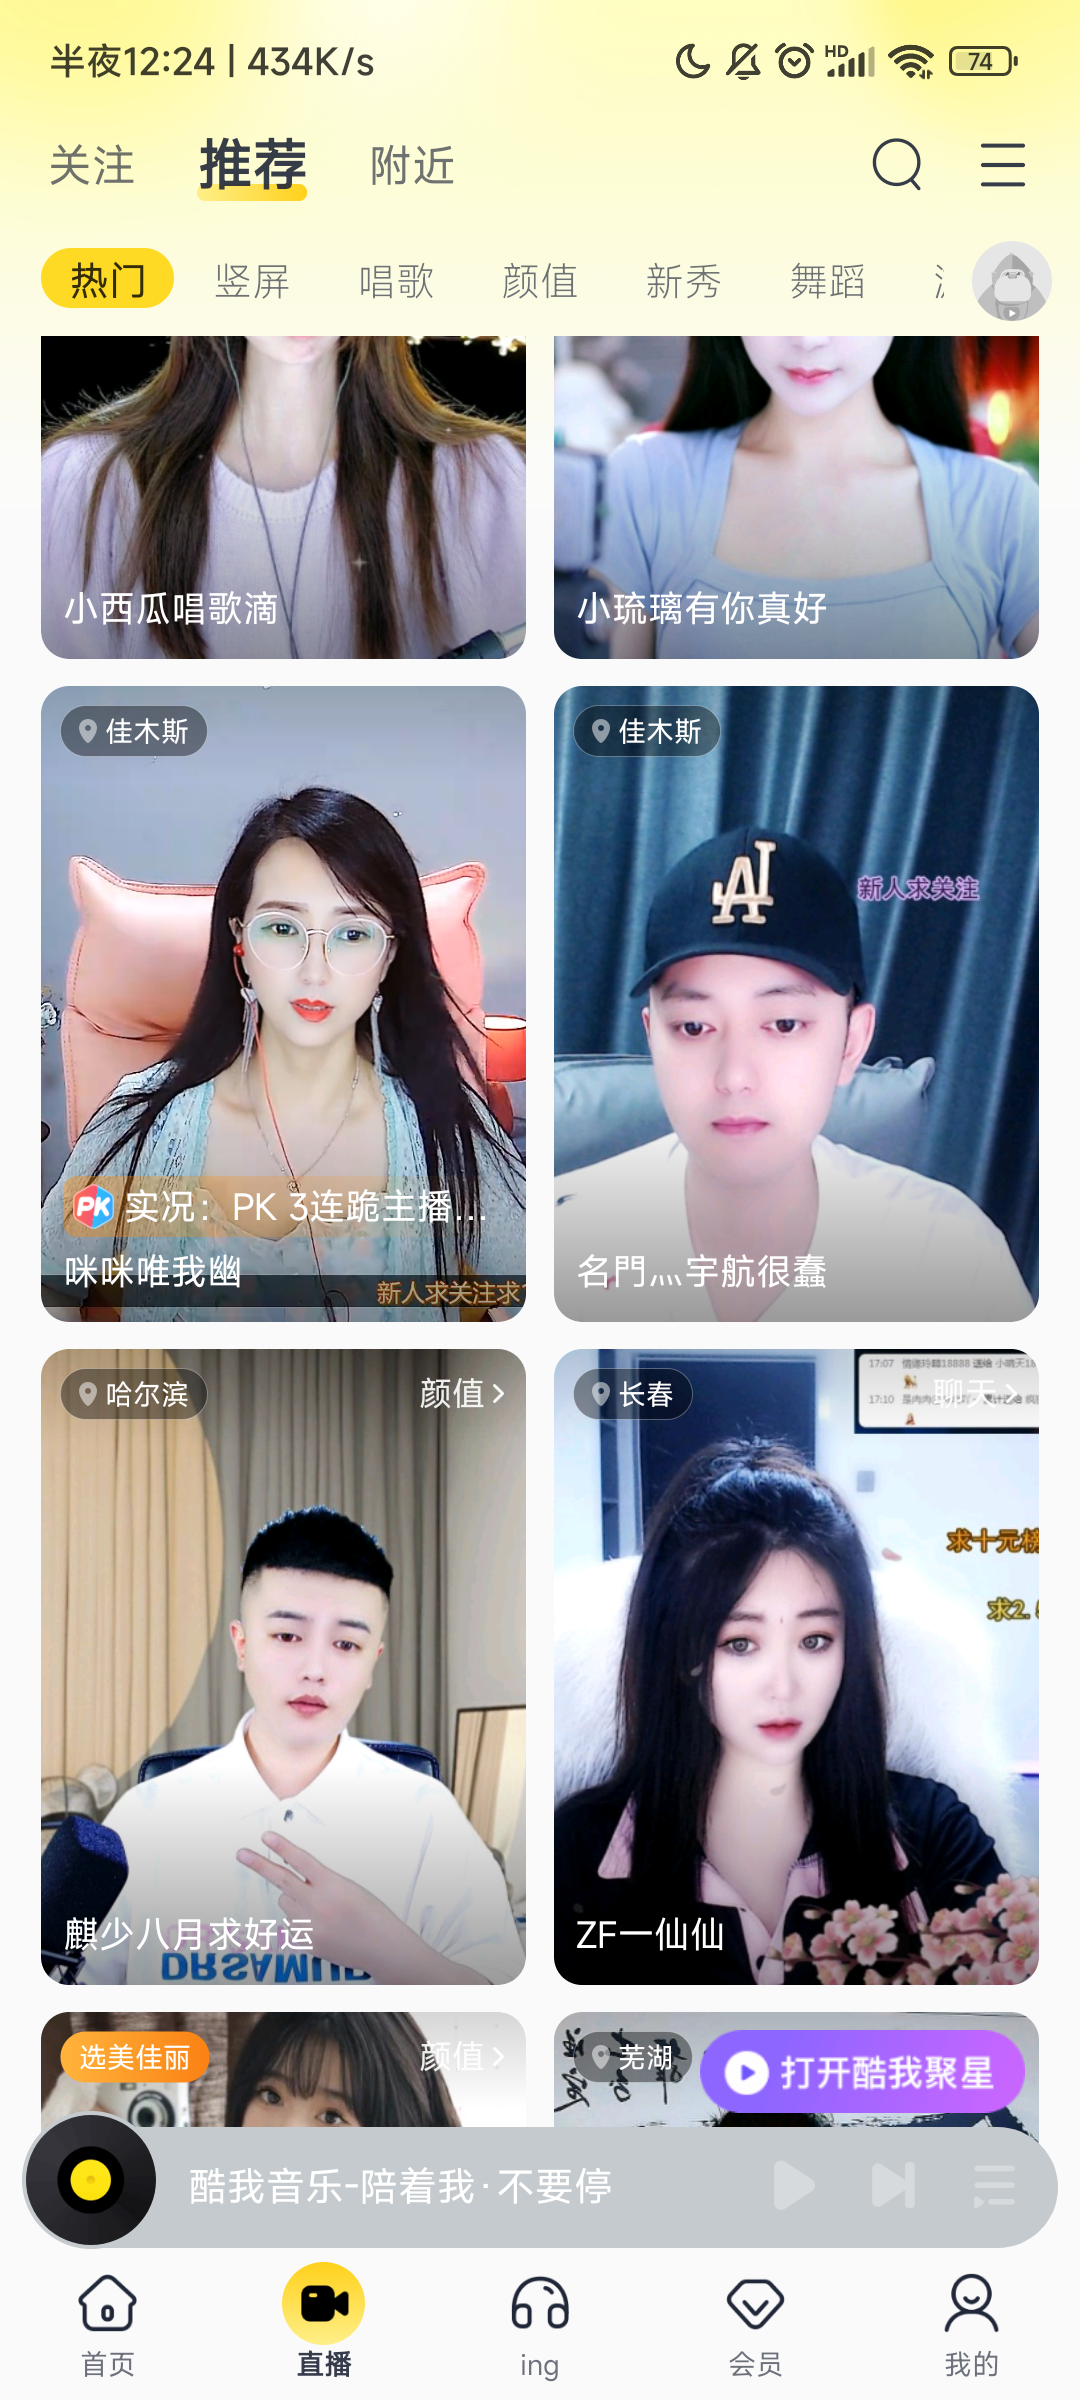 半夜12:24 | 434K/s
HD
74
关注 推荐 附近
热门 竖屏 唱歌 颜值 新秀 舞蹈
小西瓜唱歌滴
小琉璃有你真好
佳木斯
PK 实况：PK 3连跪主播...
咪咪唯我幽
新人求关注求
佳木斯
新人求关注
名門灬宇航很蠢
哈尔滨
颜值
麒少八月求好运
长春
聊天
17:07
17:10
求十元榜
求2.
ZF一仙仙
选美佳丽
颜值
芜湖
打开酷我聚星
酷我音乐-陪着我·不要停
首页 直播 ing 会员 我的